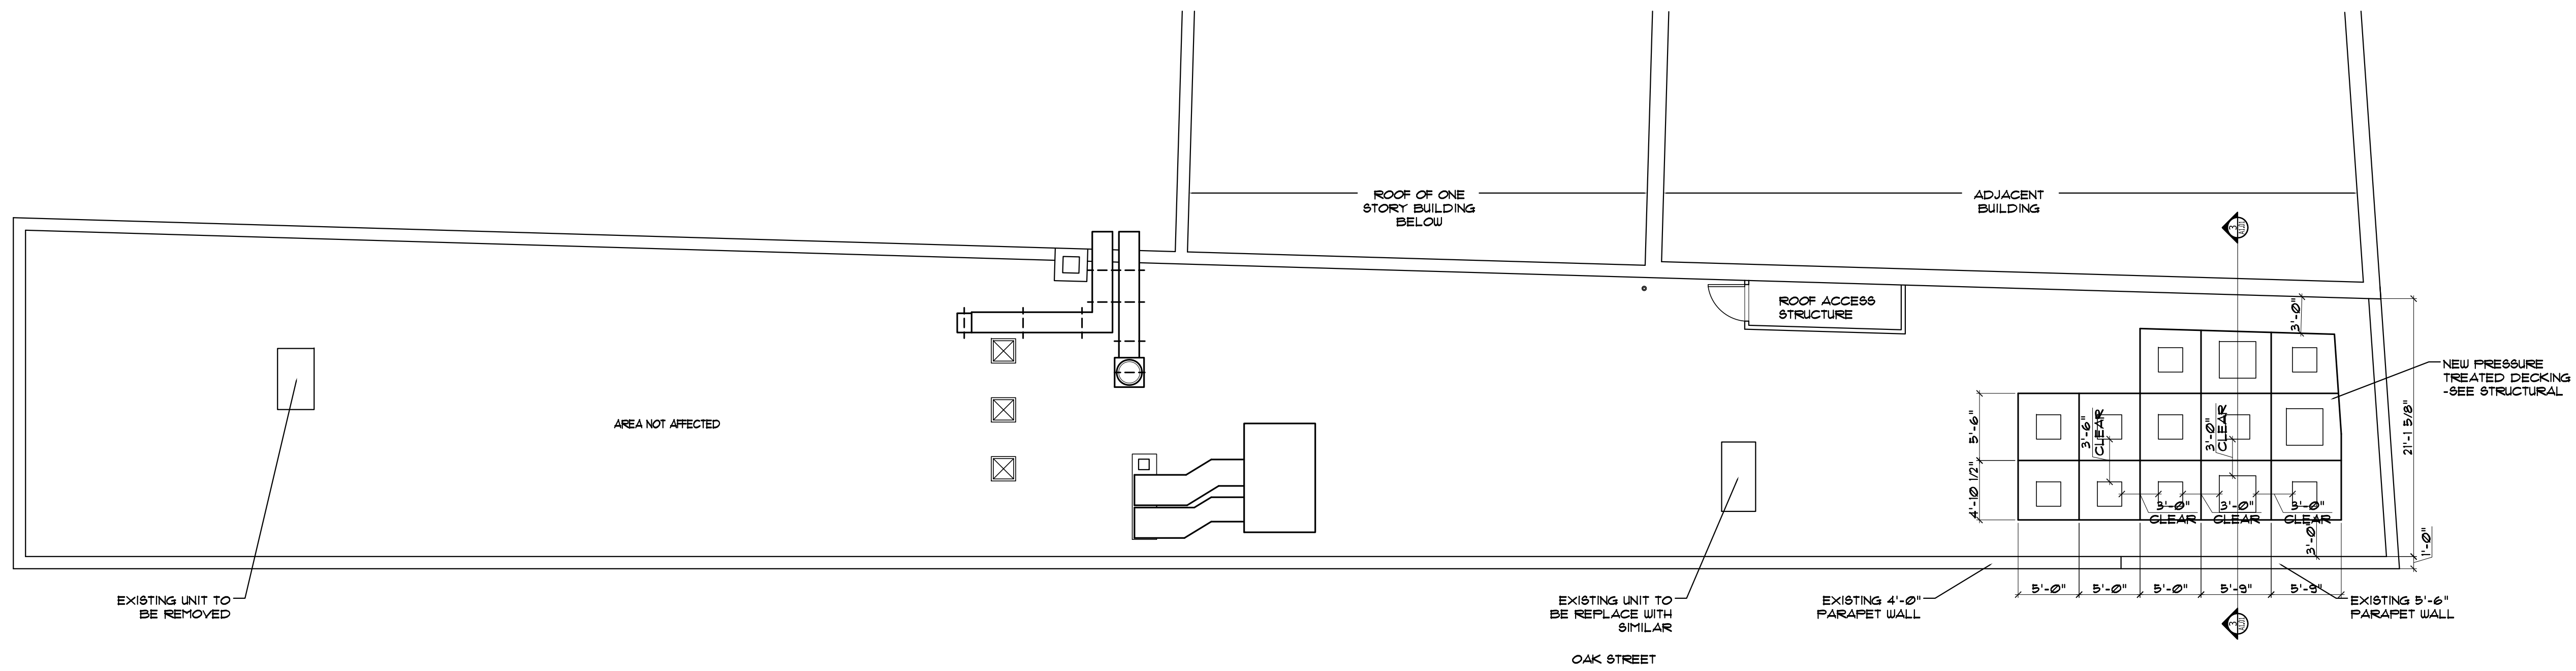 ROOF OF ONE
STORY BUILDING
BELOW
ADJACENT
BUILDING
3
ROOF ACCESS
STRUCTURE
3'-0"
NEW PRESSURE
TREATED DECKING
-SEE STRUCTURAL
AREA NOT AFFECTED
5'-6"
4'-10 1/2"
3'-6"
CLEAR
3'-0"
CLEAR
21'-1 5/8"
3'-0"
CLEAR
3'-0"
CLEAR
3'-0"
CLEAR
3'-0"
1'-0"
5'-0"
5'-0"
5'-0"
5'-9"
5'-9"
EXISTING UNIT TO
BE REMOVED
EXISTING UNIT TO
BE REPLACE WITH
SIMILAR
EXISTING 4'-0"
PARAPET WALL
EXISTING 5'-6"
PARAPET WALL
3
OAK STREET